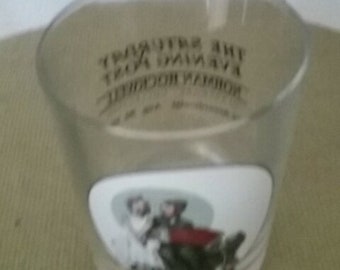 THE SATURDAY
EVENING POST
NORMAN ROCKWELL